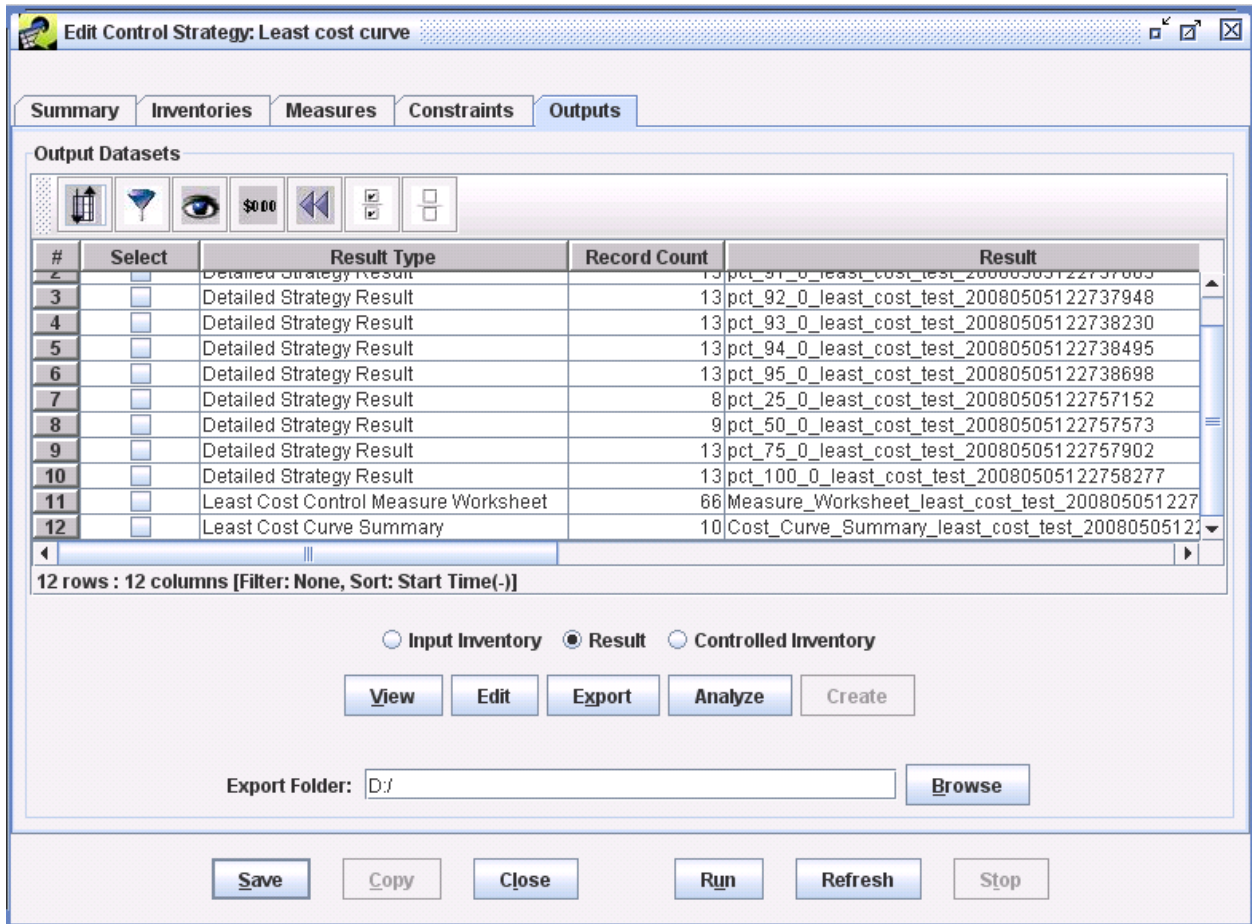 Edit Control Strategy: Least cost curve
Summary Inventories Measures Constraints Outputs
Output Datasets
$0.00
# Select Result Type Record Count Result
2 Detailed Strategy Result 13
3 Detailed Strategy Result 13 pct_92_0_least_cost_test_20080505122737948
4 Detailed Strategy Result 13 pct_93_0_least_cost_test_20080505122738230
5 Detailed Strategy Result 13 pct_94_0_least_cost_test_20080505122738495
6 Detailed Strategy Result 13 pct_95_0_least_cost_test_20080505122738698
7 Detailed Strategy Result 8 pct_25_0_least_cost_test_20080505122757152
8 Detailed Strategy Result 9 pct_50_0_least_cost_test_20080505122757573
9 Detailed Strategy Result 13 pct_75_0_least_cost_test_20080505122757902
10 Detailed Strategy Result 13 pct_100_0_least_cost_test_20080505122758277
11 Least Cost Control Measure Worksheet 66 Measure_Worksheet_least_cost_test_200805051227
12 Least Cost Curve Summary 10 Cost_Curve_Summary_least_cost_test_2008050512
12 rows : 12 columns [Filter: None, Sort: Start Time(-)]
Input Inventory Result Controlled Inventory
View Edit Export Analyze Create
Export Folder: D:/ Browse
Save Copy Close Run Refresh Stop